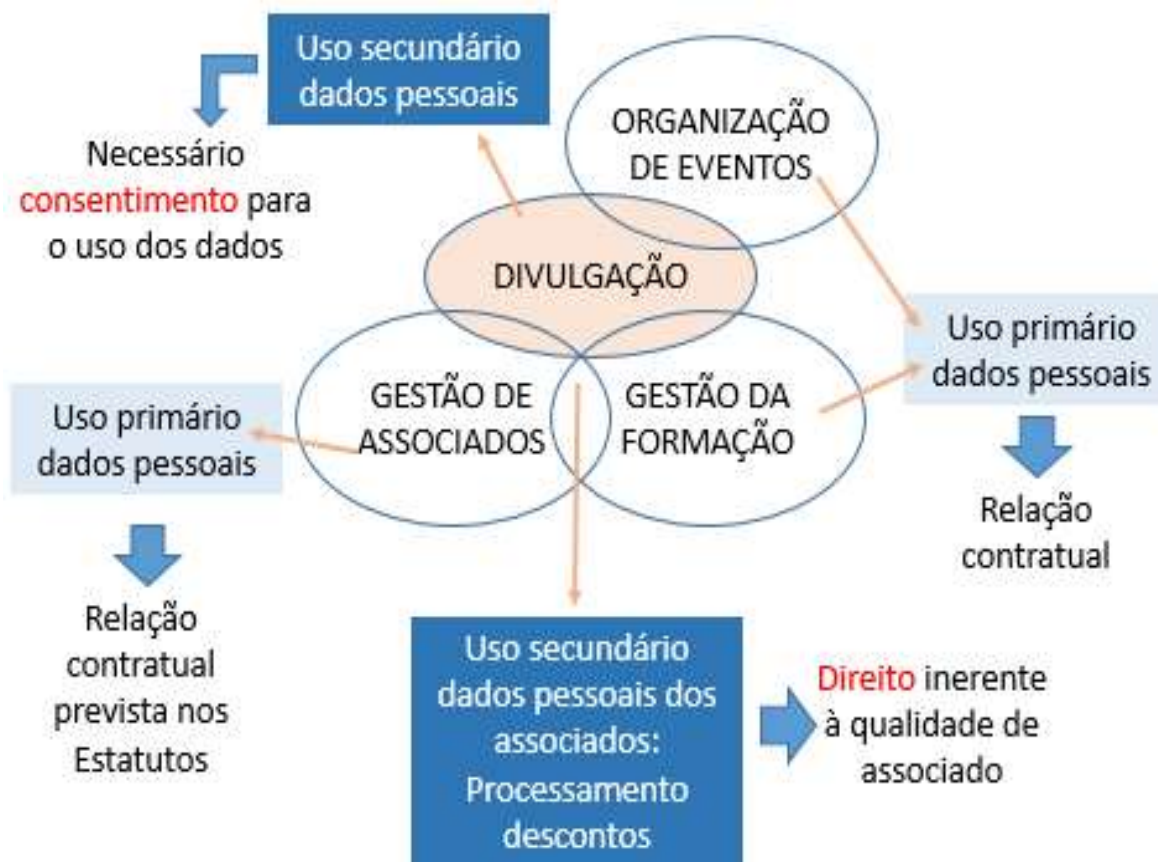 Uso secundário
dados pessoais
Necessário
consentimento para
o uso dos dados
ORGANIZAÇÃO
DE EVENTOS
DIVULGAÇÃO
GESTÃO DE
ASSOCIADOS
GESTÃO DA
FORMAÇÃO
Uso primário
dados pessoais
Relação
contratual
Uso primário
dados pessoais
Relação
contratual
prevista nos
Estatutos
Uso secundário
dados pessoais dos
associados:
Processamento
descontos
Direito inerente
à qualidade de
associado